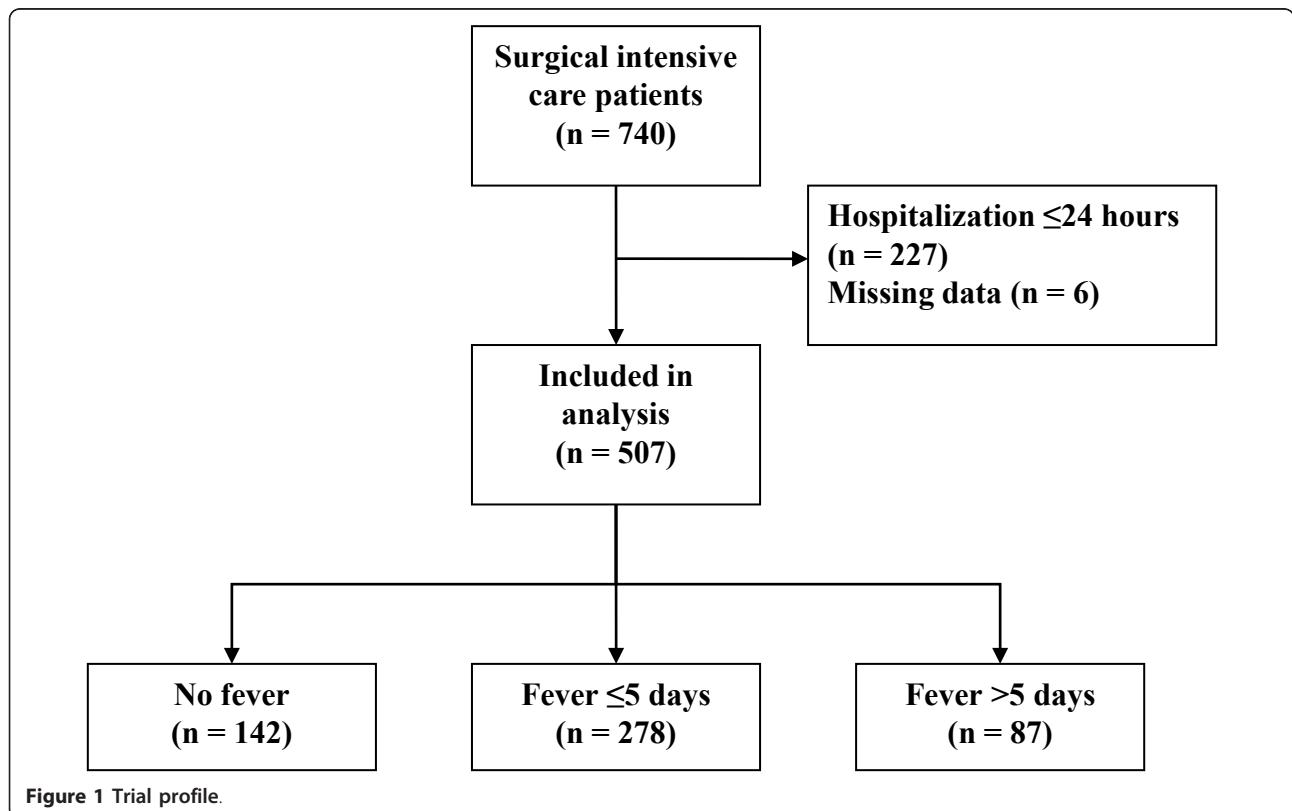 Surgical intensive
care patients
(n = 740)
Hospitalization ≤24 hours
(n = 227)
Missing data (n = 6)
Included in
analysis
(n = 507)
No fever
(n = 142)
Fever ≤5 days
(n = 278)
Fever >5 days
(n = 87)
Figure 1 Trial profile.